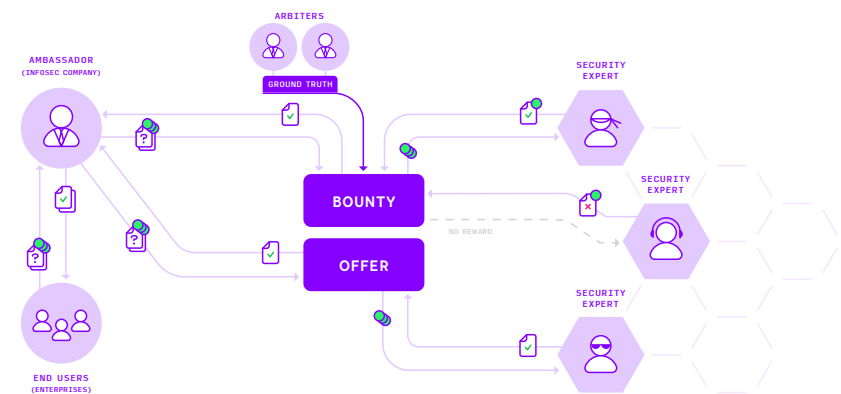 ARBITERS
AMBASSADOR
(INFOSEC COMPANY)
GROUND TRUTH
SECURITY
EXPERT
SECURITY
EXPERT
BOUNTY
NO REWARD
OFFER
SECURITY
EXPERT
END USERS
(ENTERPRISES)